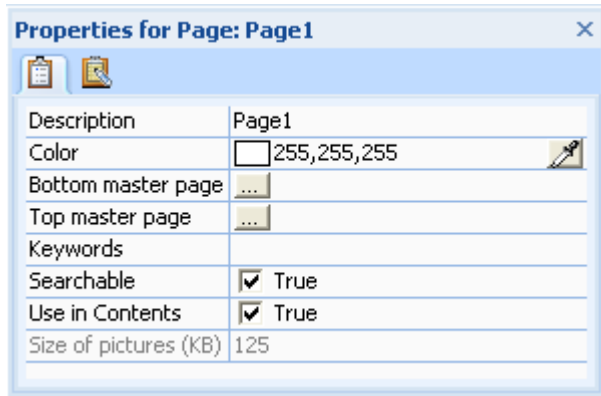 Properties for Page: Page1
Description Page1
Color 255,255,255
Bottom master page ...
Top master page ...
Keywords
Searchable True
Use in Contents True
Size of pictures (KB) 125